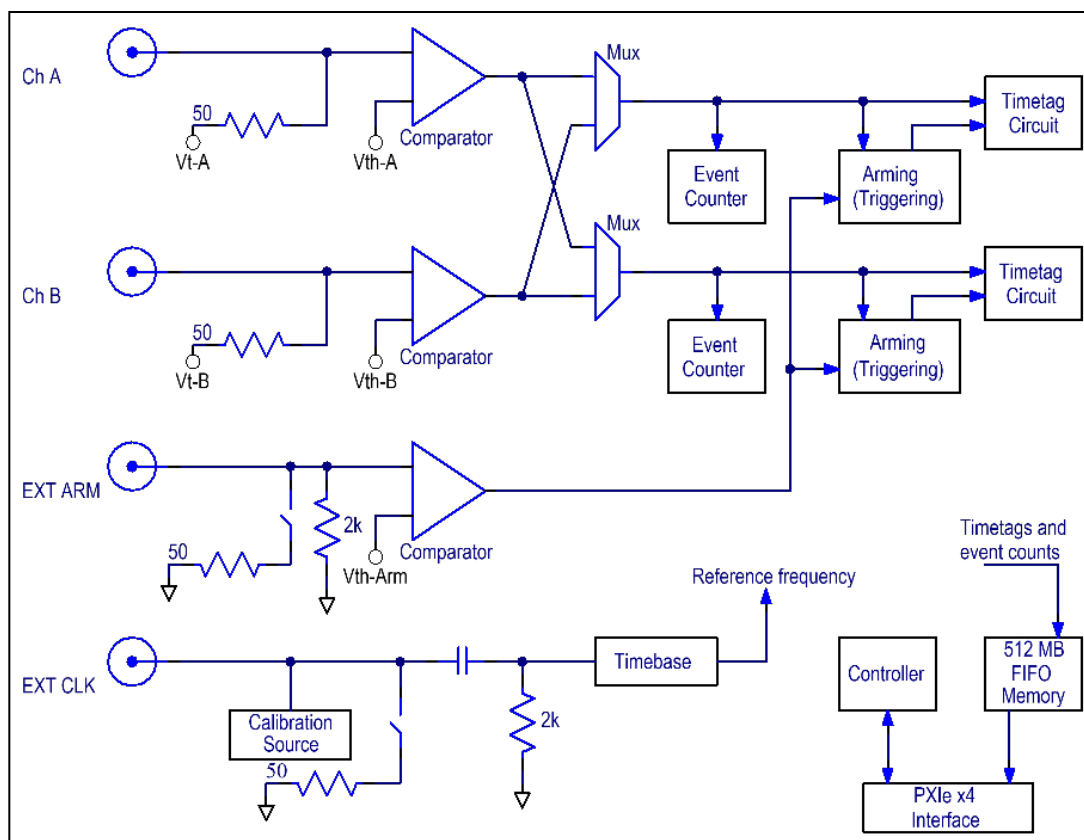 Ch A
50
Vt-A
Vth-A
Comparator
Mux
Event
Counter
Arming
(Triggering)
Timetag
Circuit
Ch B
50
Vt-B
Vth-B
Comparator
Mux
Event
Counter
Arming
(Triggering)
Timetag
Circuit
EXT ARM
50
2k
Vth-Arm
Comparator
Timetags and
event counts
Reference frequency
EXT CLK
Calibration
Source
50
2k
Timebase
Controller
512 MB
FIFO
Memory
PXIe x4
Interface